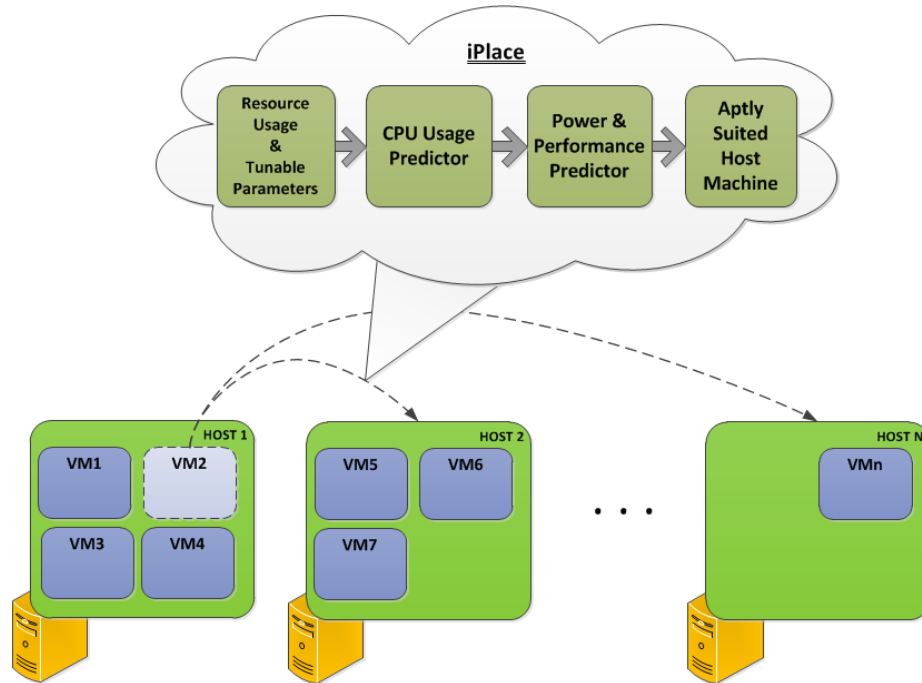 iPlace
Resource
Usage
&
Tunable
Parameters
CPU Usage
Predictor
Power &
Performance
Predictor
Aptly
Suited
Host
Machine
HOST 1
VM1
VM2
VM3
VM4
HOST 2
VM5
VM6
VM7
. . .
HOST N
VMn